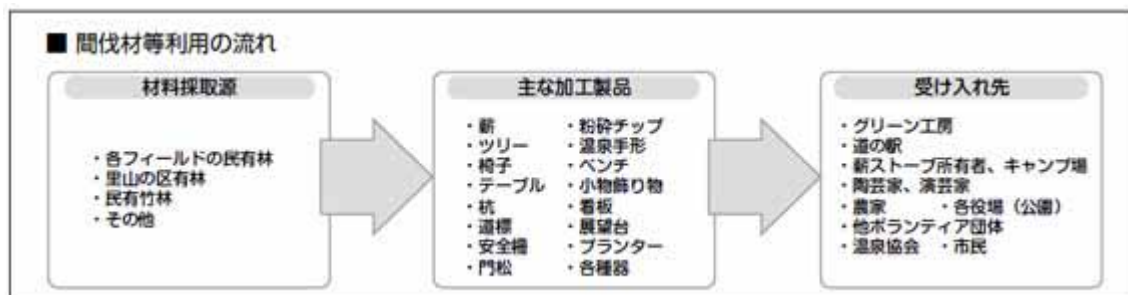 ■ 間伐材等利用の流れ
材料採取源
・各フィールドの民有林
・里山の区有林
・民有竹林
・その他
主な加工製品
・薪 ・粉砕チップ
・ツリー ・温泉手形
・椅子 ・ベンチ
・テーブル ・小物飾り物
・杭 ・看板
・道標 ・展望台
・安全柵 ・プランター
・門松 ・各種器
受け入れ先
・グリーン工房
・道の駅
・薪ストーブ所有者、キャンプ場
・陶芸家、演芸家
・農家 ・各役場（公園）
・他ボランティア団体
・温泉協会 ・市民